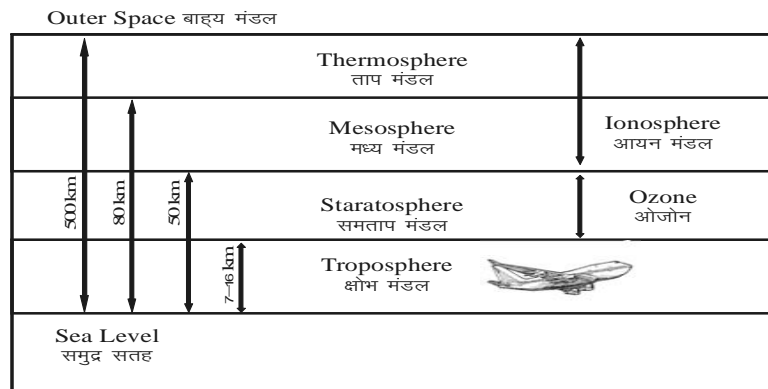 Outer Space बाह्य मंडल
Thermosphere
ताप मंडल
Mesosphere
मध्य मंडल
Ionosphere
आयन मंडल
500 km
80 km
50 km
Staratosphere
समताप मंडल
Ozone
ओजोन
7–16 km
Troposphere
क्षोभ मंडल
Sea Level
समुद्र सतह